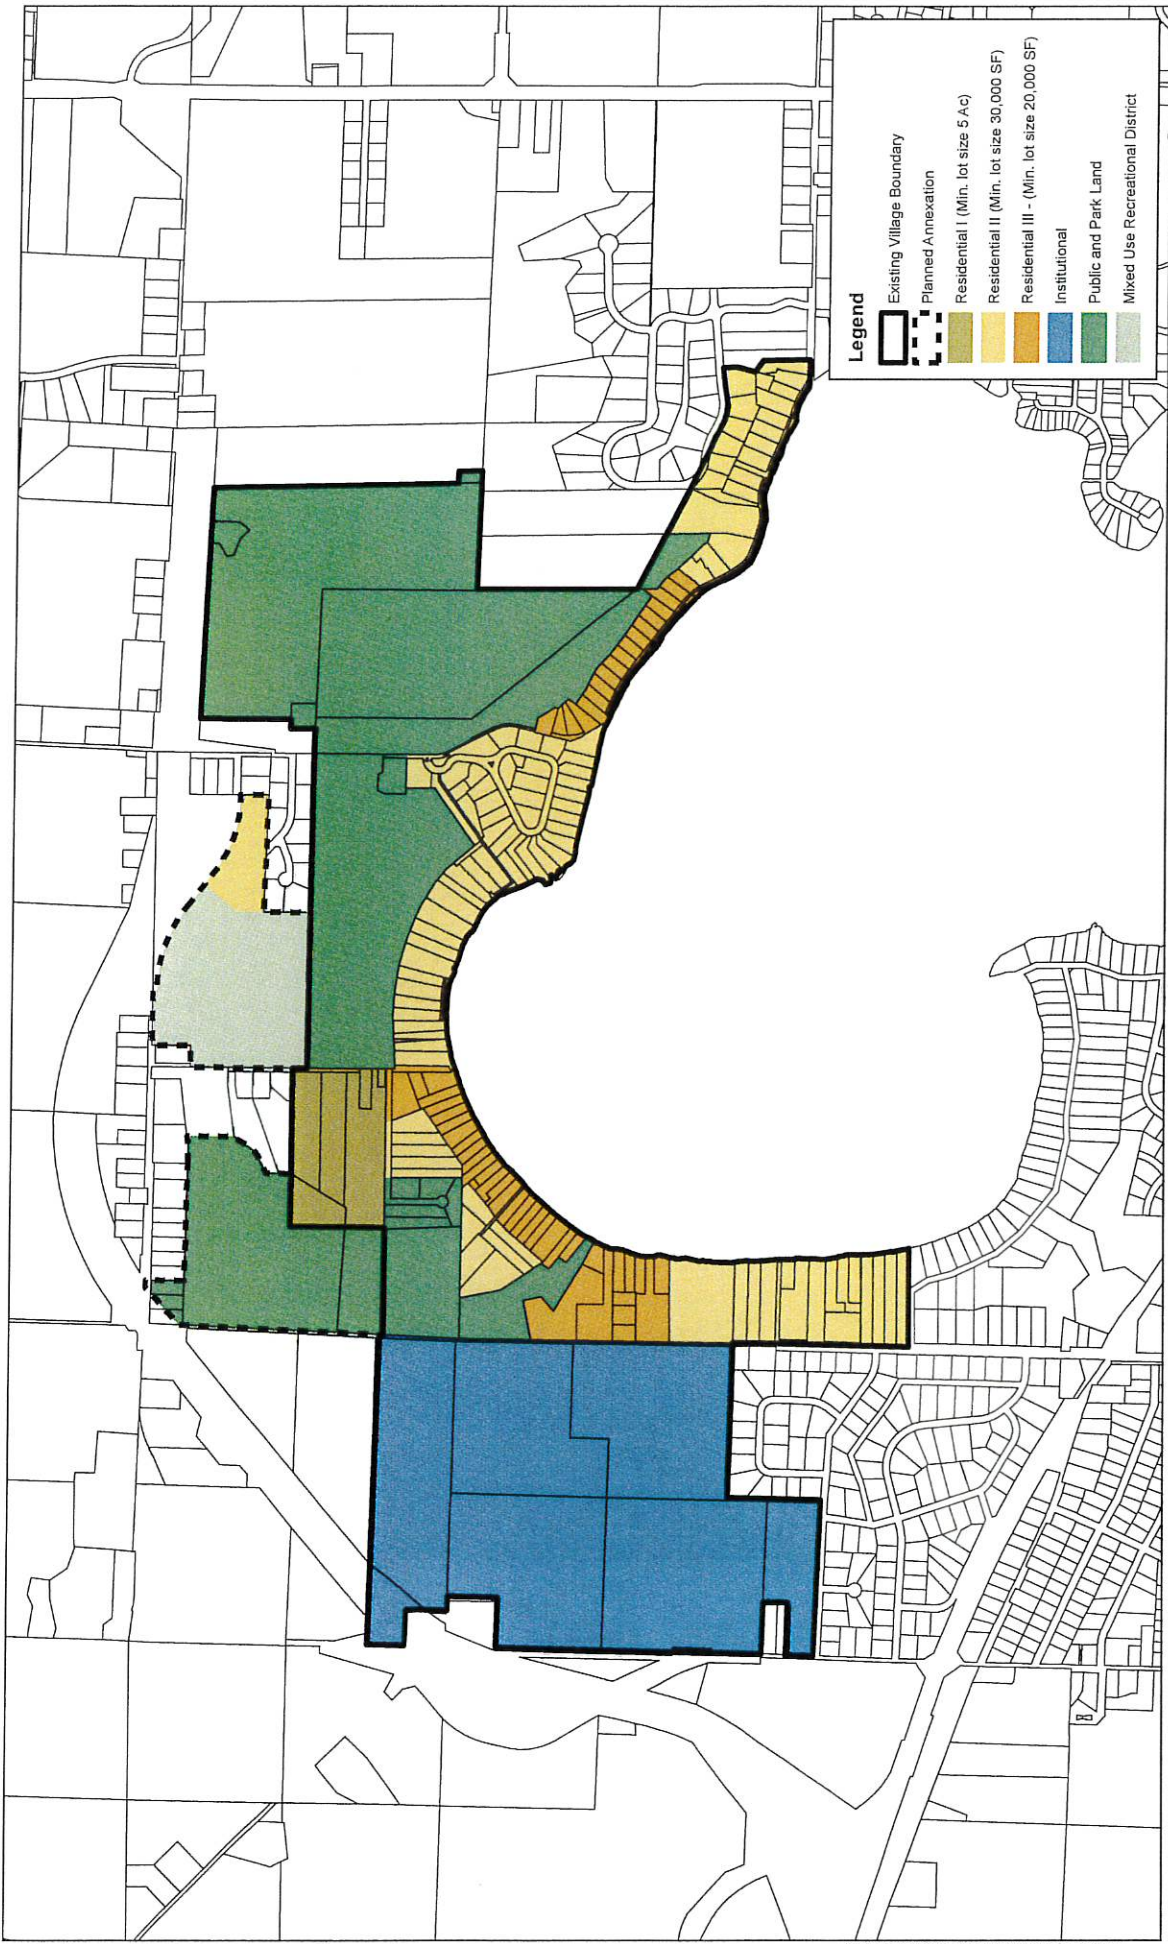 Legend
Existing Village Boundary
Planned Annexation
Residential I (Min. lot size 5 Ac)
Residential II (Min. lot size 30,000 SF)
Residential III - (Min. lot size 20,000 SF)
Institutional
Public and Park Land
Mixed Use Recreational District